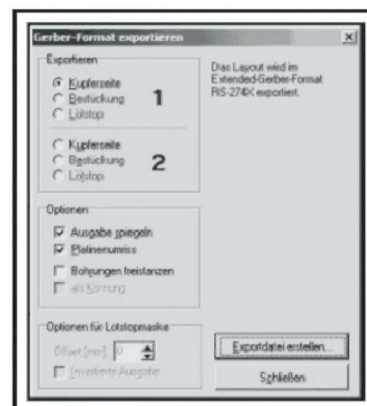 Gerber-Format exportieren
Exportieren
Kupferseite
Bestückung
Lötstop
1
Kupferseite
Bestückung
Lötstop
2
Das Layout wird im
Extended-Gerber-Format
RS-274X exportiert.
Optionen
Ausgabe spiegeln
Platinenumriss
Bohrungen freistanzen
als Körnung
Optionen für Lötstopmaske
Offset [mm]: 0
Invertierte Ausgabe
Exportdatei erstellen...
Schließen